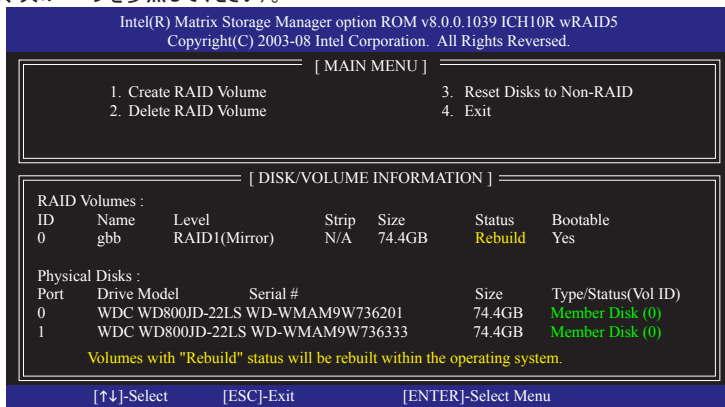 Intel(R) Matrix Storage Manager option ROM v8.0.0.1039 ICH10R wRAID5
Copyright(C) 2003-08 Intel Corporation. All Rights Reversed.
[ MAIN MENU ]
1. Create RAID Volume 3. Reset Disks to Non-RAID
2. Delete RAID Volume 4. Exit
[ DISK/VOLUME INFORMATION ]
RAID Volumes :
ID Name Level Strip Size Status Bootable
0 gbb RAID1(Mirror) N/A 74.4GB Rebuild Yes
Physical Disks :
Port Drive Model Serial # Size Type/Status(Vol ID)
0 WDC WD800JD-22LS WD-WMAM9W736201 74.4GB Member Disk (0)
1 WDC WD800JD-22LS WD-WMAM9W736333 74.4GB Member Disk (0)
Volumes with "Rebuild" status will be rebuilt within the operating system.
[↑↓]-Select [ESC]-Exit [ENTER]-Select Menu